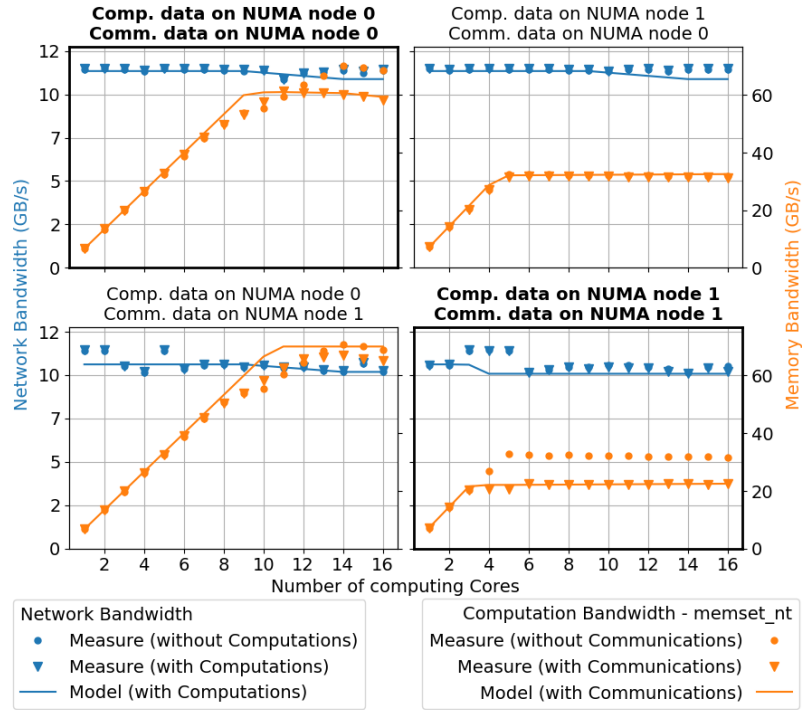 Comp. data on NUMA node 0
Comm. data on NUMA node 0
Comp. data on NUMA node 1
Comm. data on NUMA node 0
12
10
7
5
2
0
60
40
20
0
Comp. data on NUMA node 0
Comm. data on NUMA node 1
Comp. data on NUMA node 1
Comm. data on NUMA node 1
12
10
7
5
2
0
60
40
20
0
2 4 6 8 10 12 14 16
2 4 6 8 10 12 14 16
Network Bandwidth (GB/s)
Memory Bandwidth (GB/s)
Number of computing Cores
Network Bandwidth
Measure (without Computations)
Measure (with Computations)
Model (with Computations)
Computation Bandwidth - memset_nt
Measure (without Communications)
Measure (with Communications)
Model (with Communications)